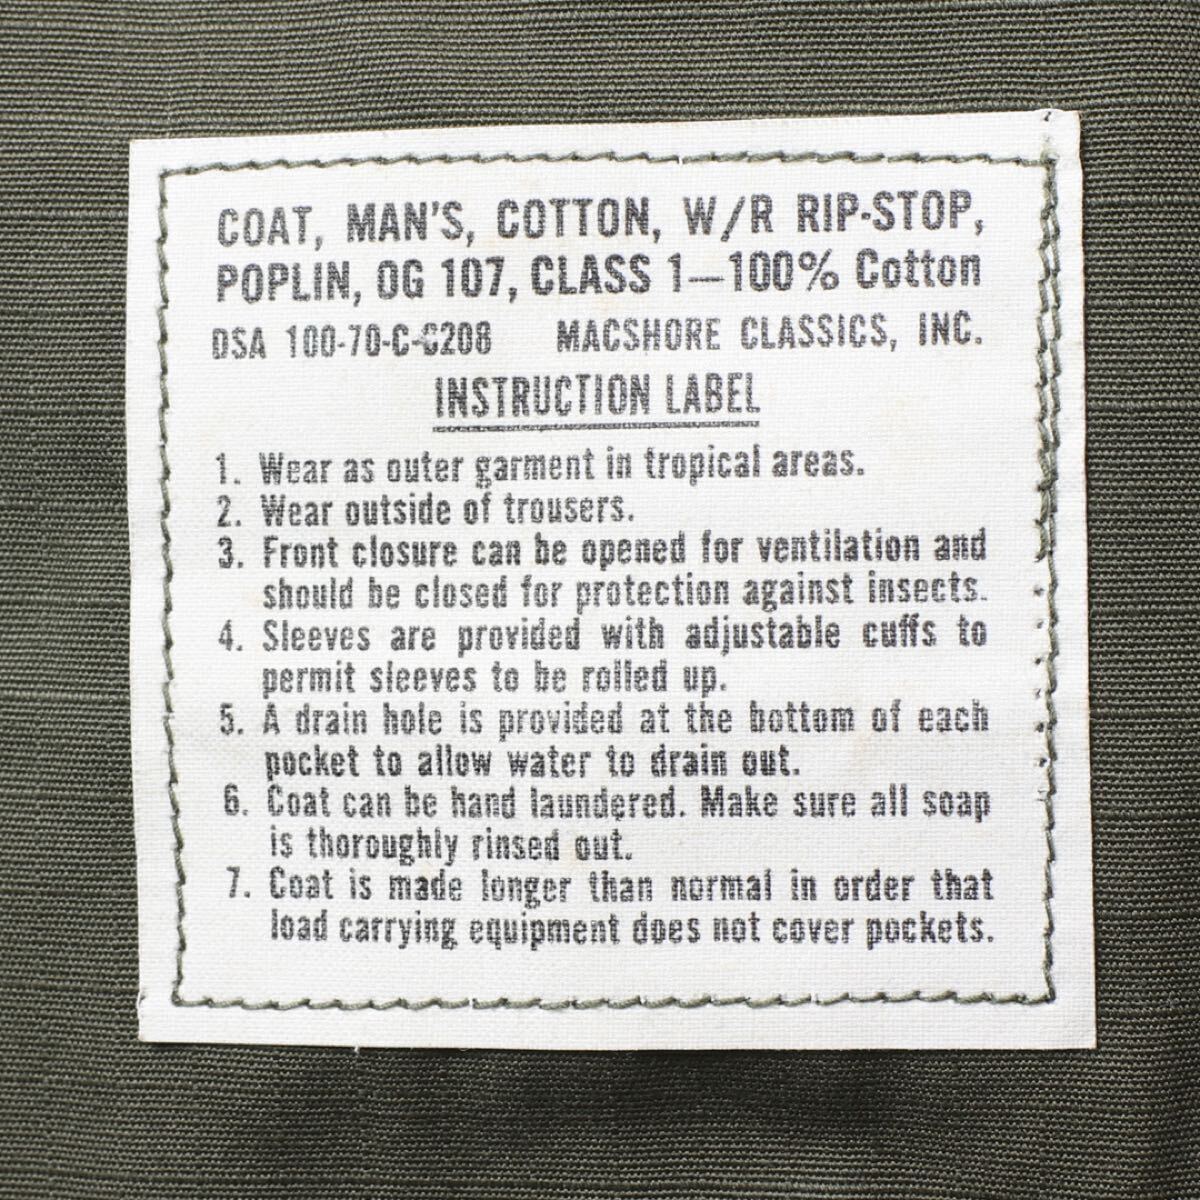 COAT, MAN'S, COTTON, W/R RIP-STOP,
POPLIN, OG 107, CLASS 1—100% Cotton
DSA 100-70-C-C208 MACSHORE CLASSICS, INC.
INSTRUCTION LABEL
1. Wear as outer garment in tropical areas.
2. Wear outside of trousers.
3. Front closure can be opened for ventilation and
should be closed for protection against insects.
4. Sleeves are provided with adjustable cuffs to
permit sleeves to be rolled up.
5. A drain hole is provided at the bottom of each
pocket to allow water to drain out.
6. Coat can be hand laundered. Make sure all soap
is thoroughly rinsed out.
7. Coat is made longer than normal in order that
load carrying equipment does not cover pockets.